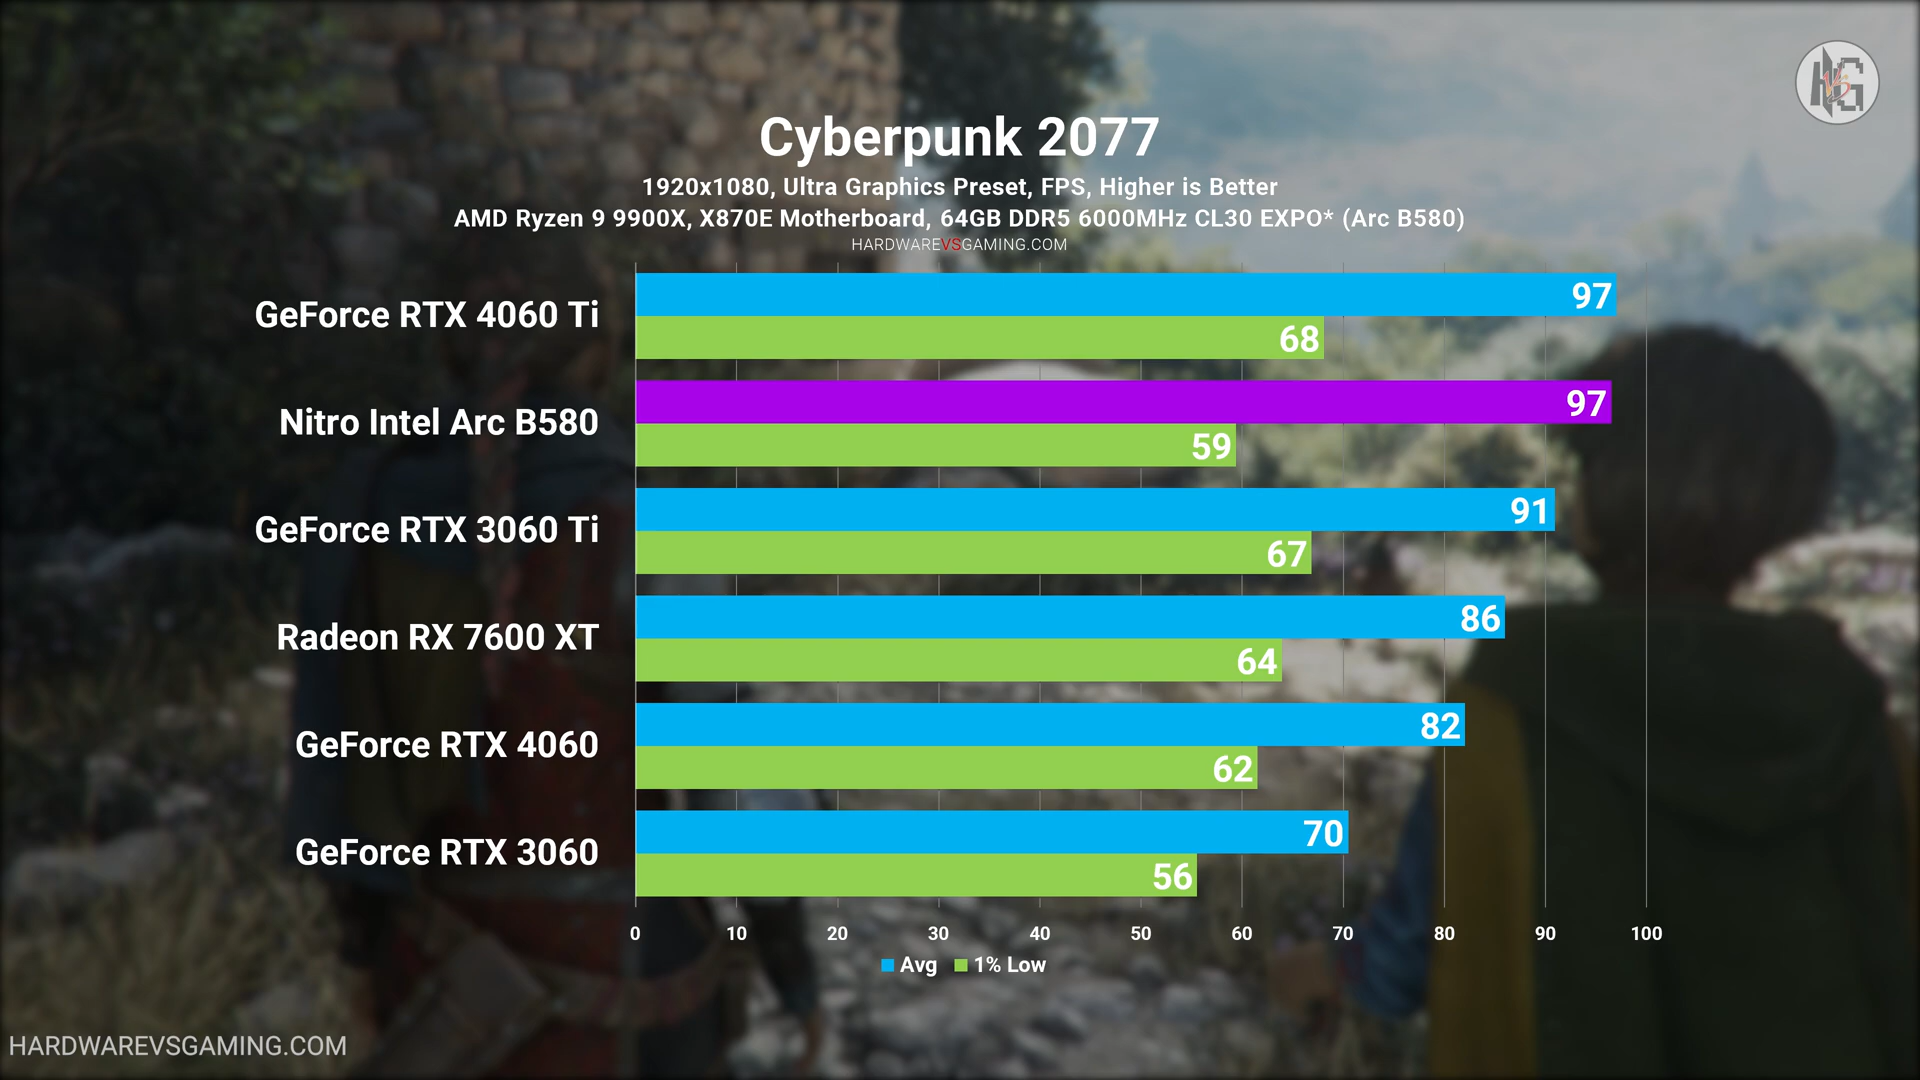 Cyberpunk 2077
1920x1080, Ultra Graphics Preset, FPS, Higher is Better
AMD Ryzen 9 9900X, X870E Motherboard, 64GB DDR5 6000MHz CL30 EXPO* (Arc B580)
HARDWAREVSGAMING.COM
GeForce RTX 4060 Ti
97
68
Nitro Intel Arc B580
97
59
GeForce RTX 3060 Ti
91
67
Radeon RX 7600 XT
86
64
GeForce RTX 4060
82
62
GeForce RTX 3060
70
56
0 10 20 30 40 50 60 70 80 90 100
Avg 1% Low
HARDWAREVSGAMING.COM